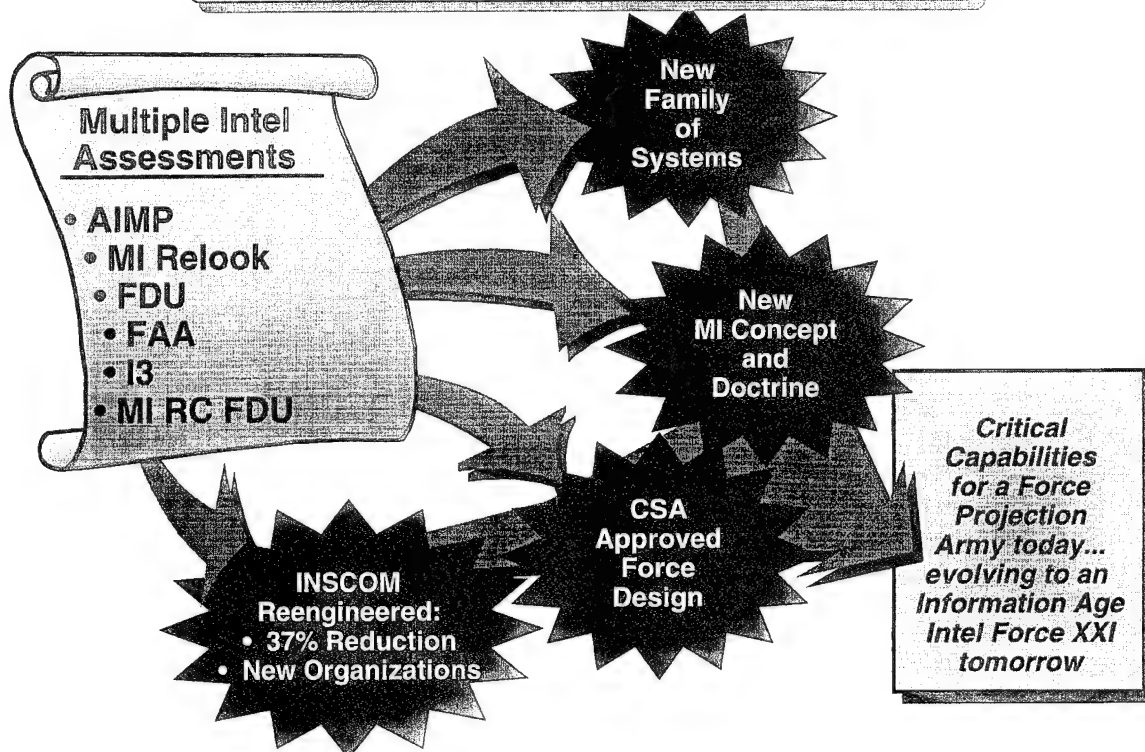 Multiple Intel
Assessments
• AIMP
• MI Relook
• FDU
• FAA
• I3
• MI RC FDU
New
Family
of
Systems
New
MI Concept
and
Doctrine
CSA
Approved
Force
Design
INSCOM
Reengineered:
• 37% Reduction
• New Organizations
Critical
Capabilities
for a Force
Projection
Army today...
evolving to an
Information Age
Intel Force XXI
tomorrow